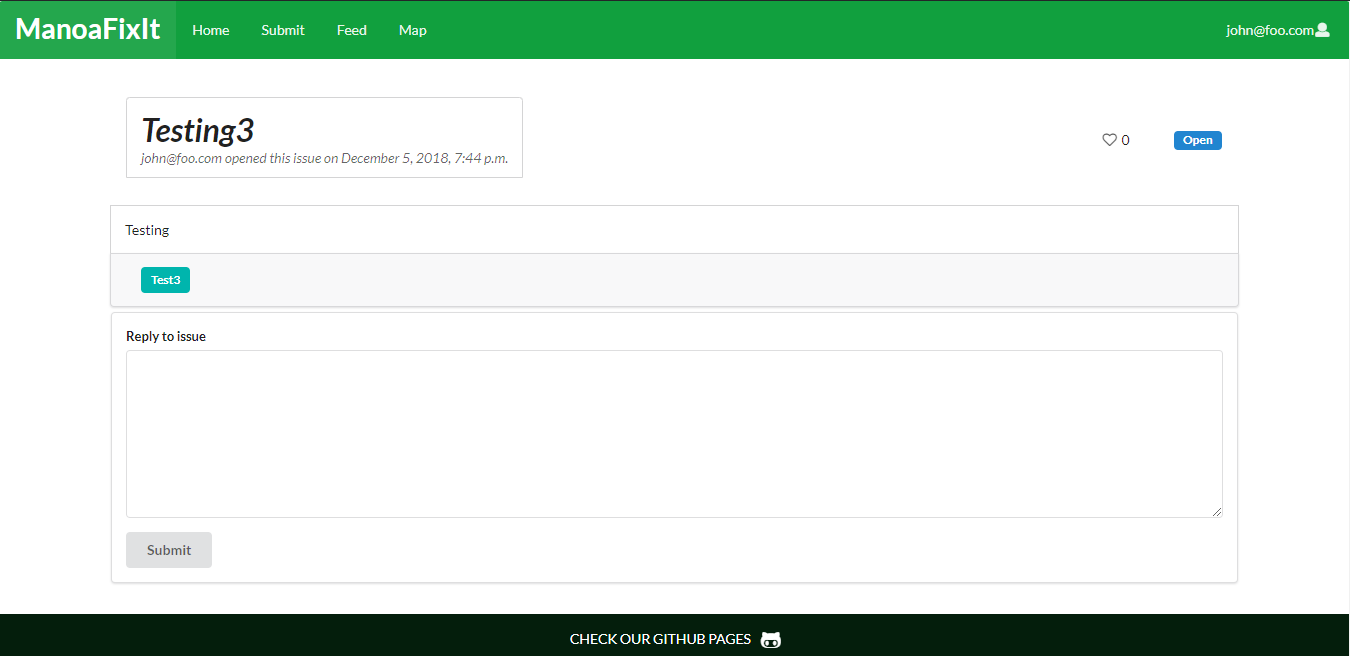 ManoaFixIt Home Submit Feed Map john@foo.com
Testing3
john@foo.com opened this issue on December 5, 2018, 7:44 p.m.
0 Open
Testing
Test3
Reply to issue
Submit
CHECK OUR GITHUB PAGES